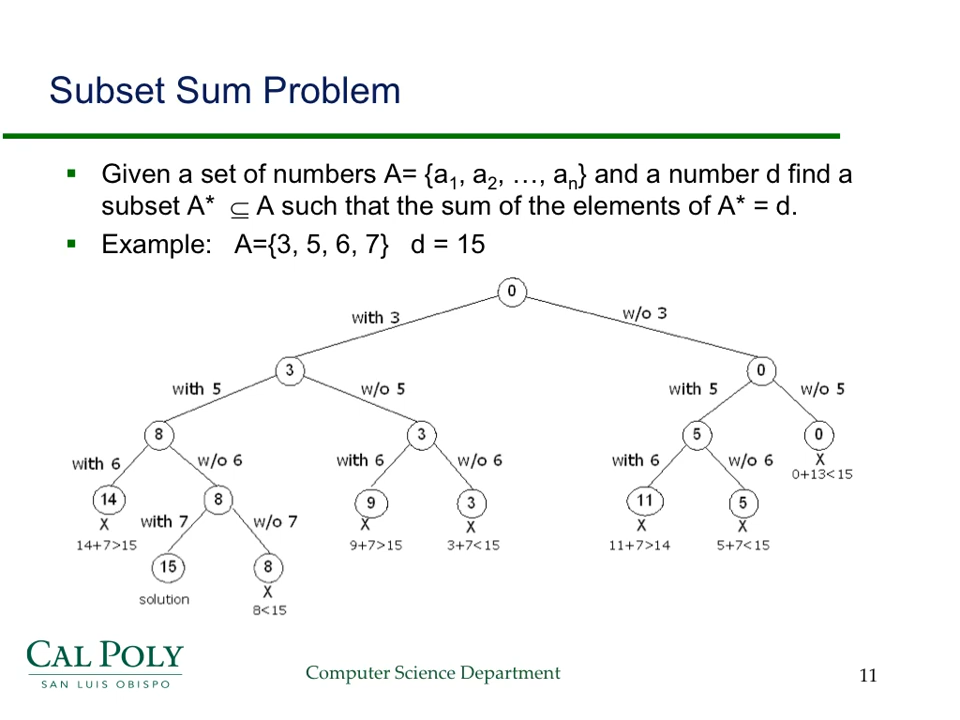 Subset Sum Problem
▪ Given a set of numbers A= {a1, a2, …, an} and a number d find a
subset A* ⊆ A such that the sum of the elements of A* = d.
▪ Example: A={3, 5, 6, 7} d = 15
0
with 3 w/o 3
3 0
with 5 w/o 5 with 5 w/o 5
8 3 5 0
with 6 w/o 6 with 6 w/o 6 with 6 w/o 6 X
0+13<15
14 8 9 3 11 5
X with 7 w/o 7 X X X X
14+7>15 9+7>15 3+7<15 11+7>14 5+7<15
15 8
solution X
8<15
CAL POLY
SAN LUIS OBISPO
Computer Science Department
11